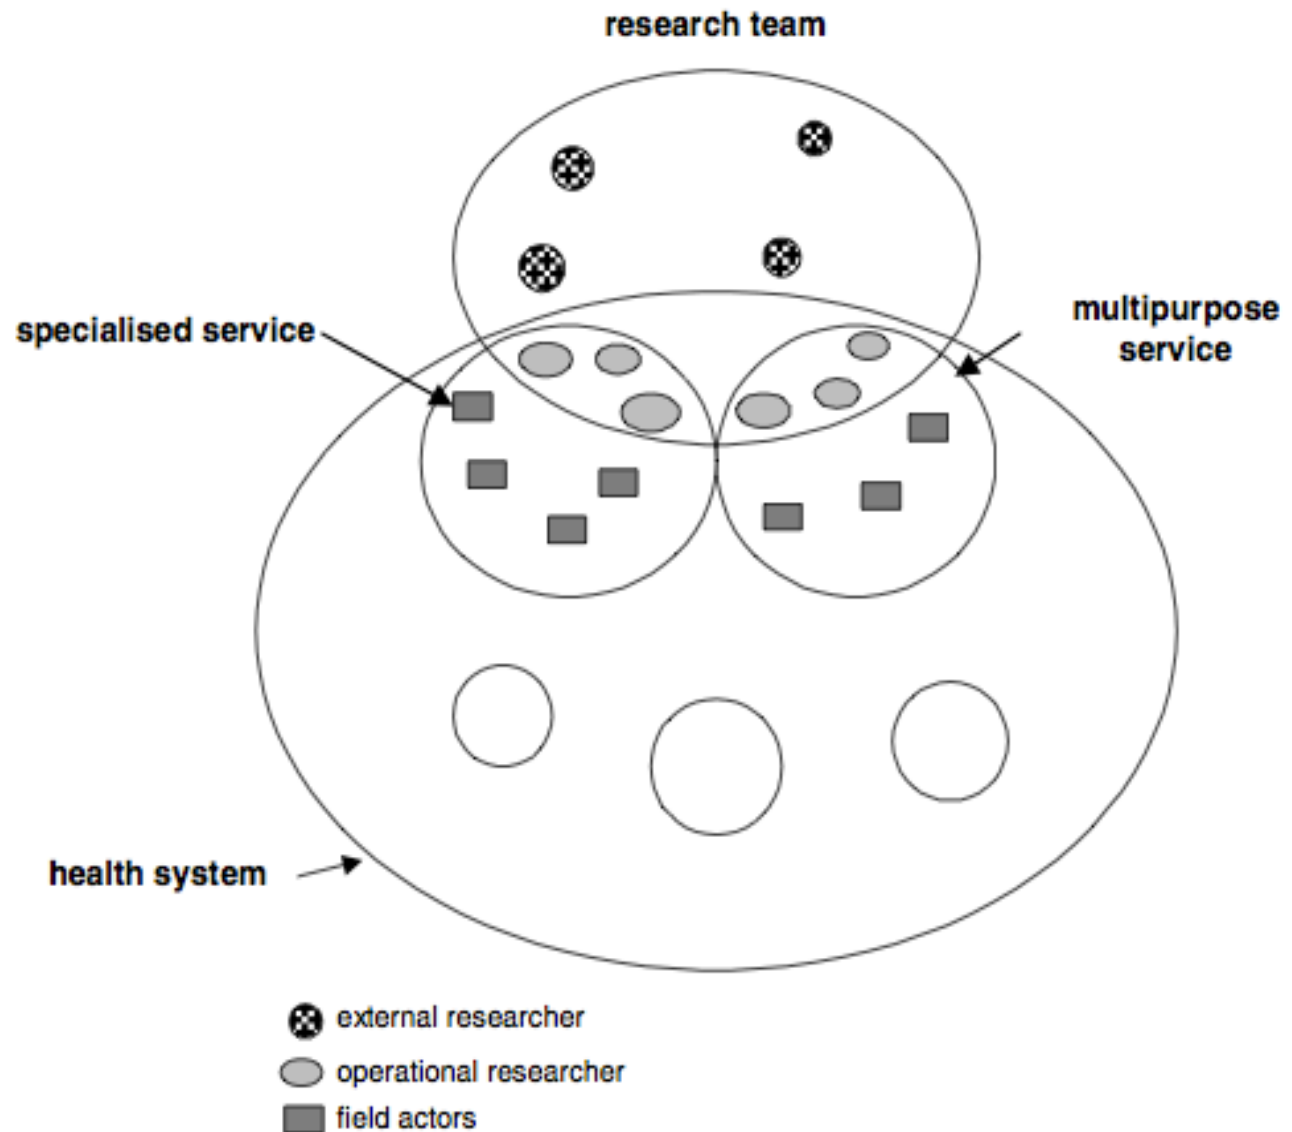 research team
specialised service
multipurpose
service
health system
external researcher
operational researcher
field actors